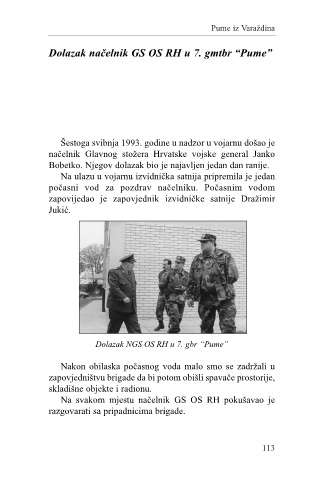 Pume iz Varaždina
Dolazak načelnik GS OS RH u 7. gmtbr “Pume”
Šestoga svibnja 1993. godine u nadzor u vojarnu došao je
načelnik Glavnog stožera Hrvatske vojske general Janko
Bobetko. Njegov dolazak bio je najavljen jedan dan ranije.
Na ulazu u vojarnu izvidnička satnija pripremila je jedan
počasni vod za pozdrav načelniku. Počasnim vodom
zapovijedao je zapovjednik izvidničke satnije Dražimir
Jukić.
Dolazak NGS OS RH u 7. gbr “Pume”
Nakon obilaska počasnog voda malo smo se zadržali u
zapovjedništvu brigade da bi potom obišli spavaće prostorije,
skladišne objekte i radionu.
Na svakom mjestu načelnik GS OS RH pokušavao je
razgovarati sa pripadnicima brigade.
113